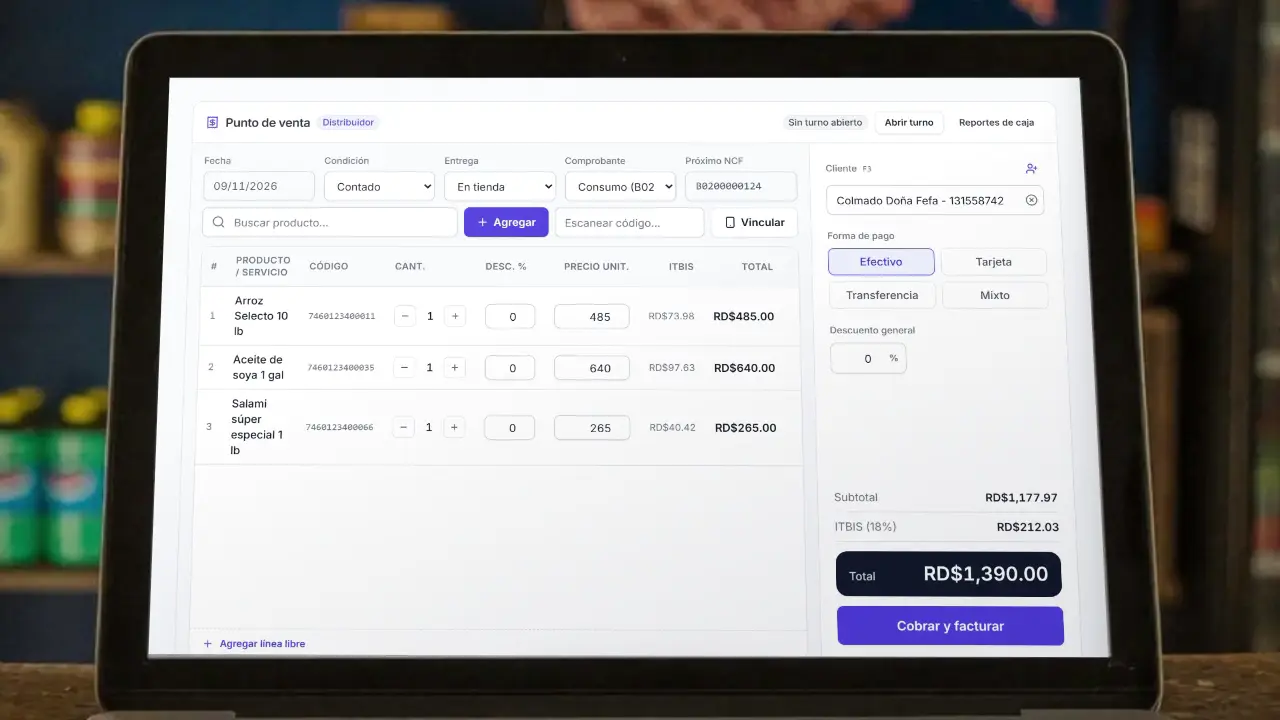 Punto de venta Distribuidor
Sin turno abierto Abrir turno Reportes de caja
Fecha Condición Entrega Comprobante Próximo NCF
09/11/2026 Contado En tienda Consumo (B02 B0200000124
Buscar producto... + Agregar Escanear código... Vincular
# PRODUCTO / SERVICIO CÓDIGO CANT. DESC. % PRECIO UNIT. ITBIS TOTAL
1 Arroz Selecto 10 lb 7460123400011 − 1 + 0 485 RD$73.98 RD$485.00
2 Aceite de soya 1 gal 7460123400035 − 1 + 0 640 RD$97.63 RD$640.00
3 Salami súper especial 1 lb 7460123400066 − 1 + 0 265 RD$40.42 RD$265.00
+ Agregar línea libre
Cliente F3
Colmado Doña Fefa - 131558742
Forma de pago
Efectivo Tarjeta
Transferencia Mixto
Descuento general
0 %
Subtotal RD$1,177.97
ITBIS (18%) RD$212.03
Total RD$1,390.00
Cobrar y facturar